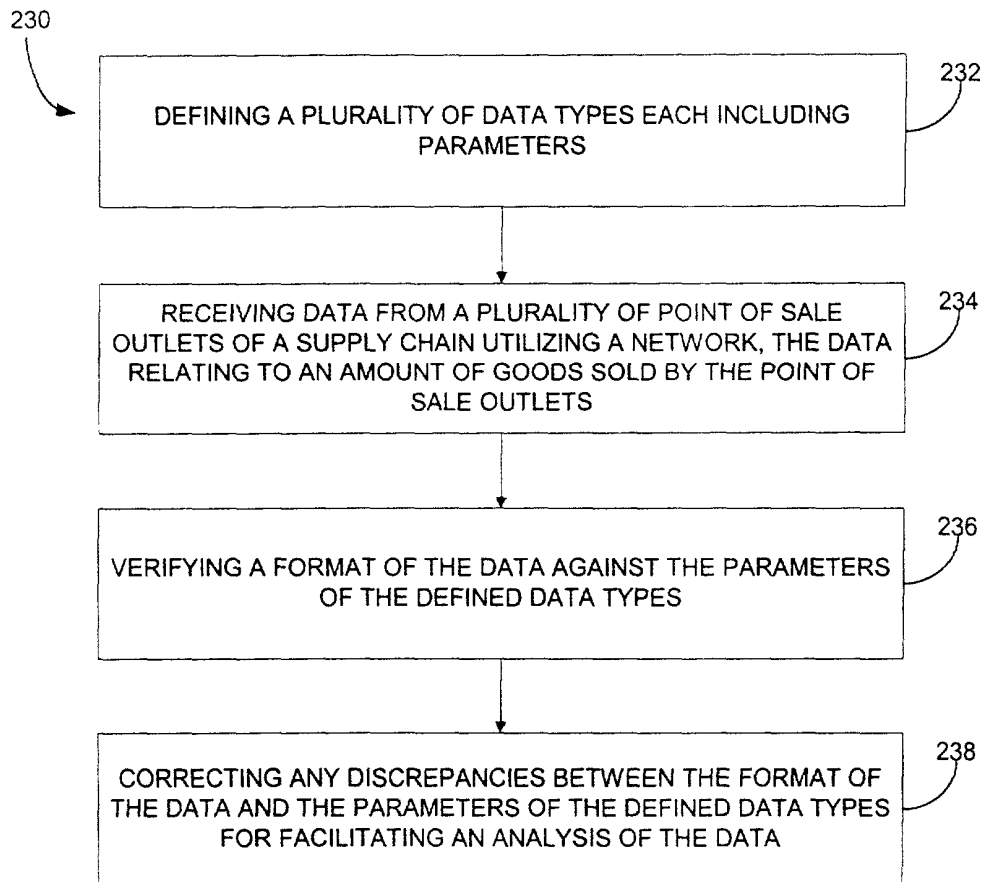 230
232
DEFINING A PLURALITY OF DATA TYPES EACH INCLUDING
PARAMETERS
234
RECEIVING DATA FROM A PLURALITY OF POINT OF SALE
OUTLETS OF A SUPPLY CHAIN UTILIZING A NETWORK, THE DATA
RELATING TO AN AMOUNT OF GOODS SOLD BY THE POINT OF
SALE OUTLETS
236
VERIFYING A FORMAT OF THE DATA AGAINST THE PARAMETERS
OF THE DEFINED DATA TYPES
238
CORRECTING ANY DISCREPANCIES BETWEEN THE FORMAT OF
THE DATA AND THE PARAMETERS OF THE DEFINED DATA TYPES
FOR FACILITATING AN ANALYSIS OF THE DATA